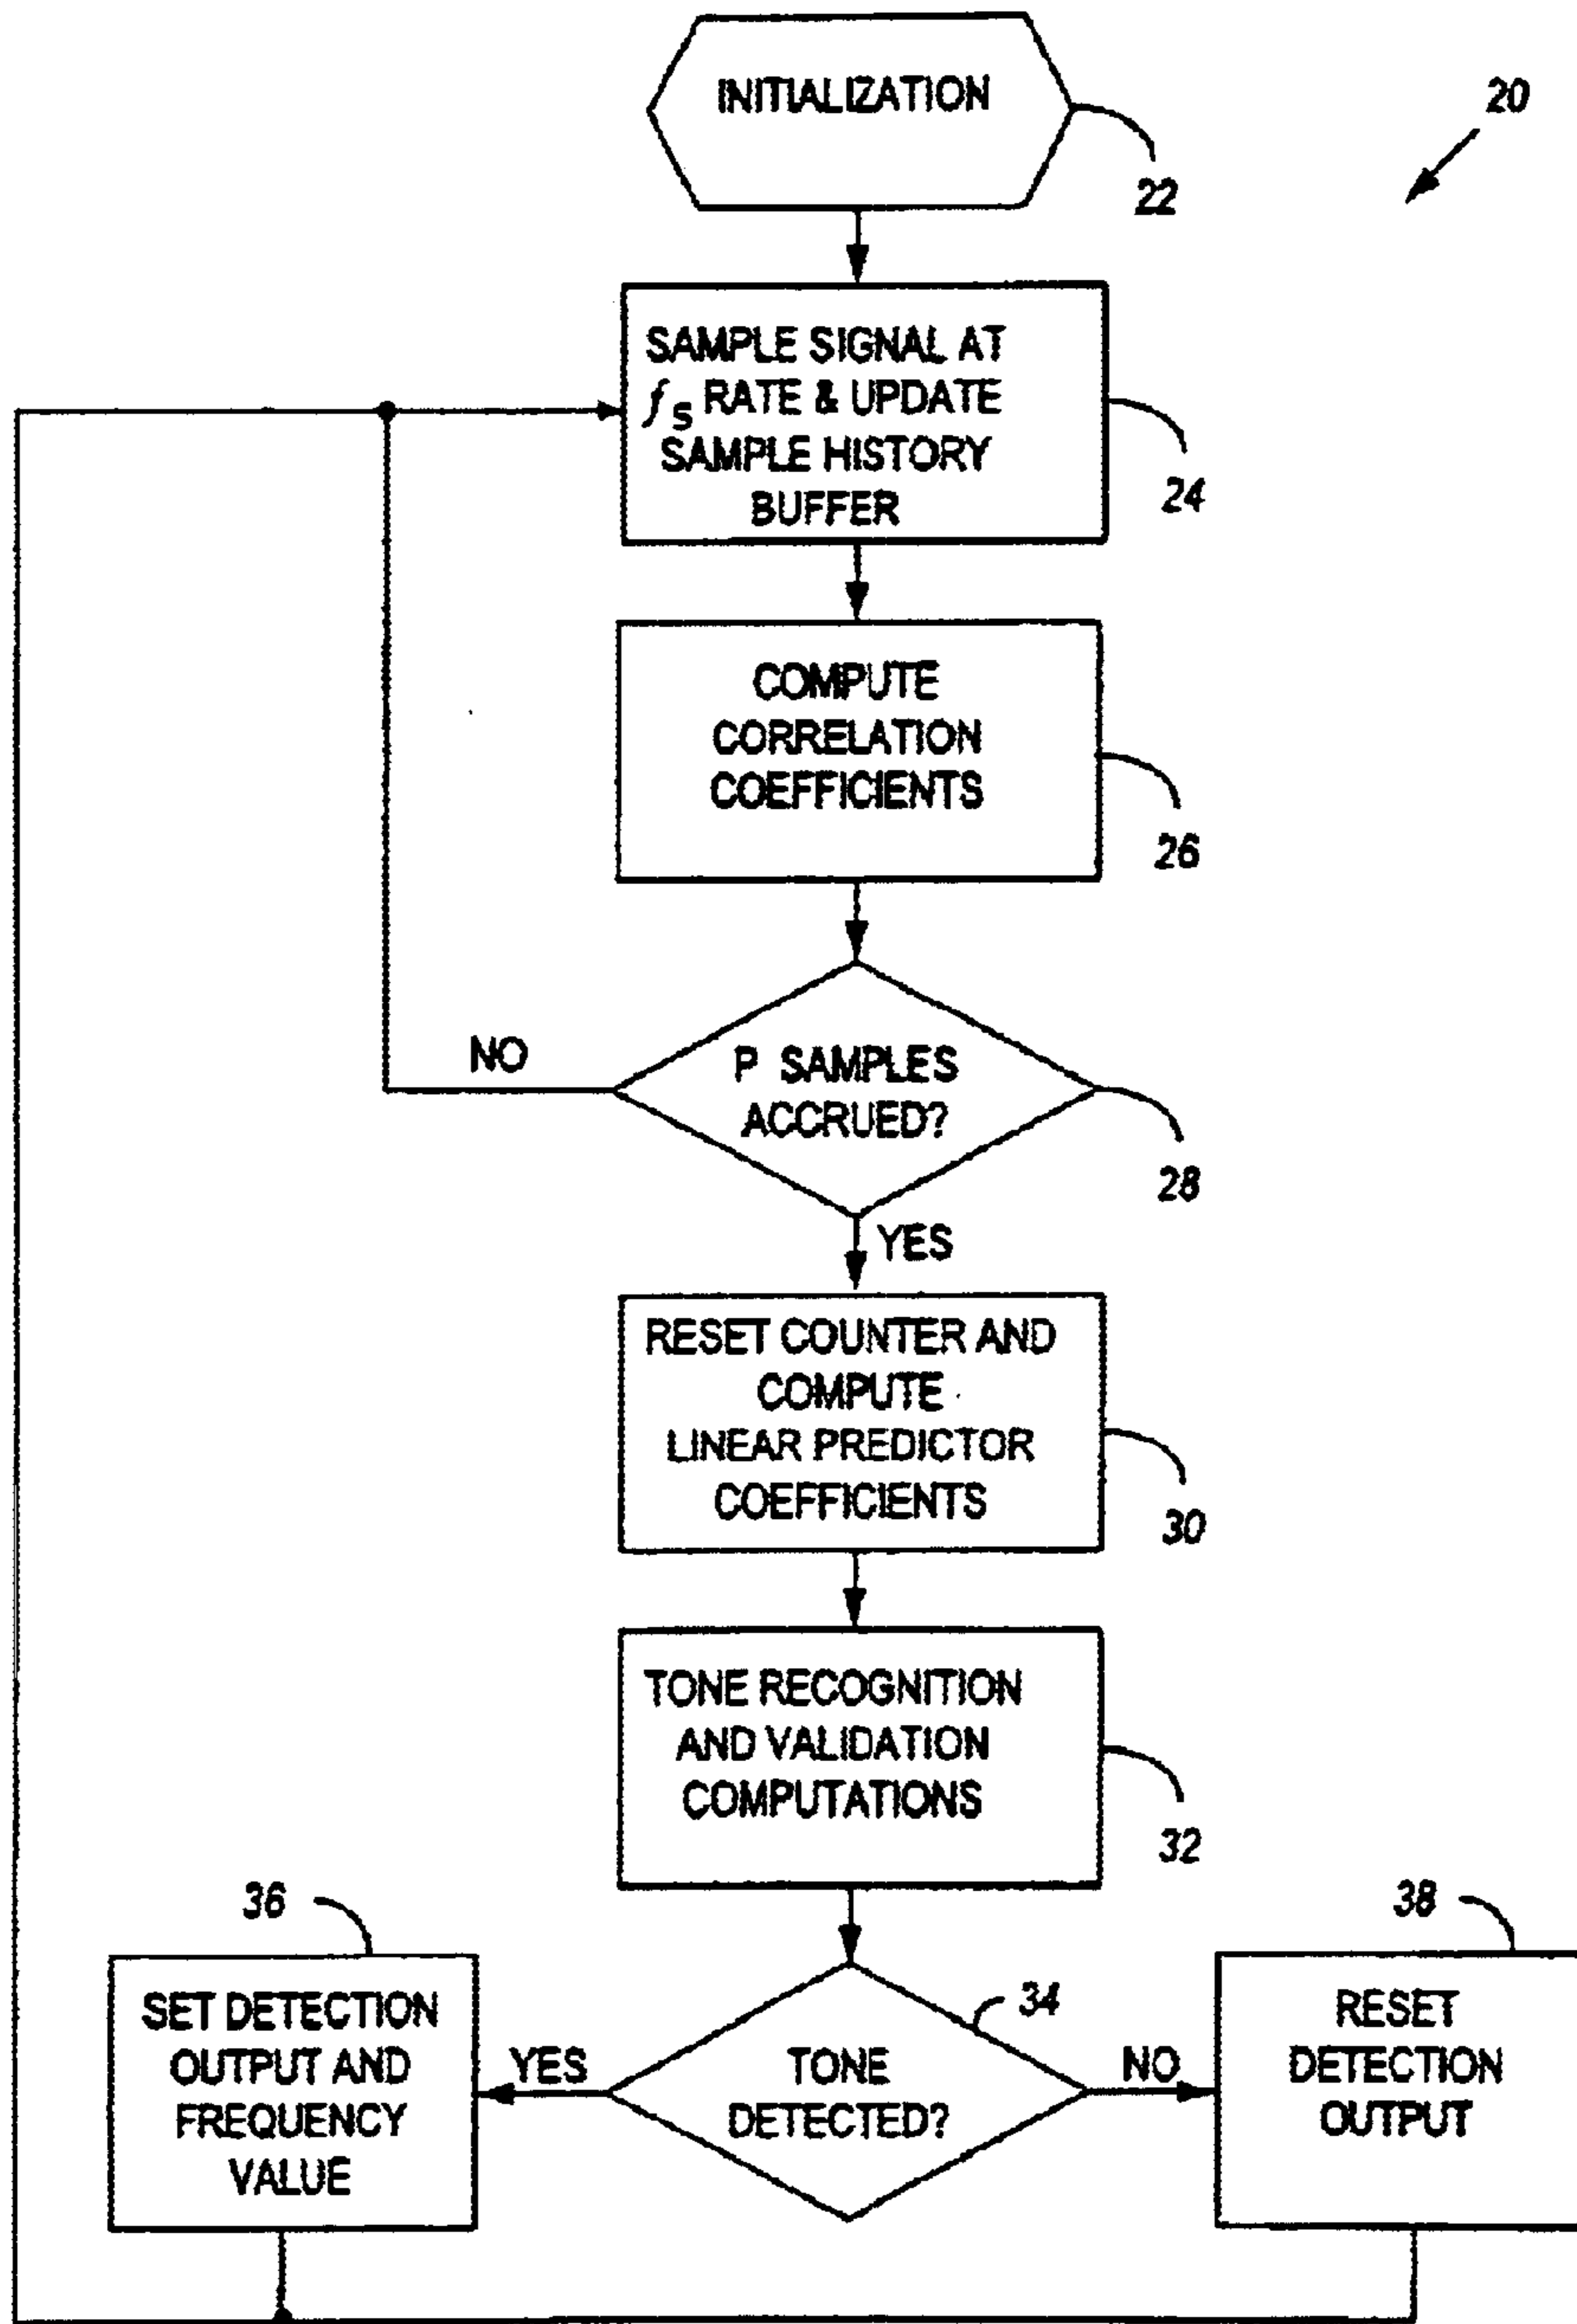 INITIALIZATION
20
22
SAMPLE SIGNAL AT
fs RATE & UPDATE
SAMPLE HISTORY
BUFFER
24
COMPUTE
CORRELATION
COEFFICIENTS
26
NO
P SAMPLES
ACCRUED?
28
YES
RESET COUNTER AND
COMPUTE
LINEAR PREDICTOR
COEFFICIENTS
30
TONE RECOGNITION
AND VALIDATION
COMPUTATIONS
32
36
SET DETECTION
OUTPUT AND
FREQUENCY
VALUE
YES
34
TONE
DETECTED?
NO
38
RESET
DETECTION
OUTPUT